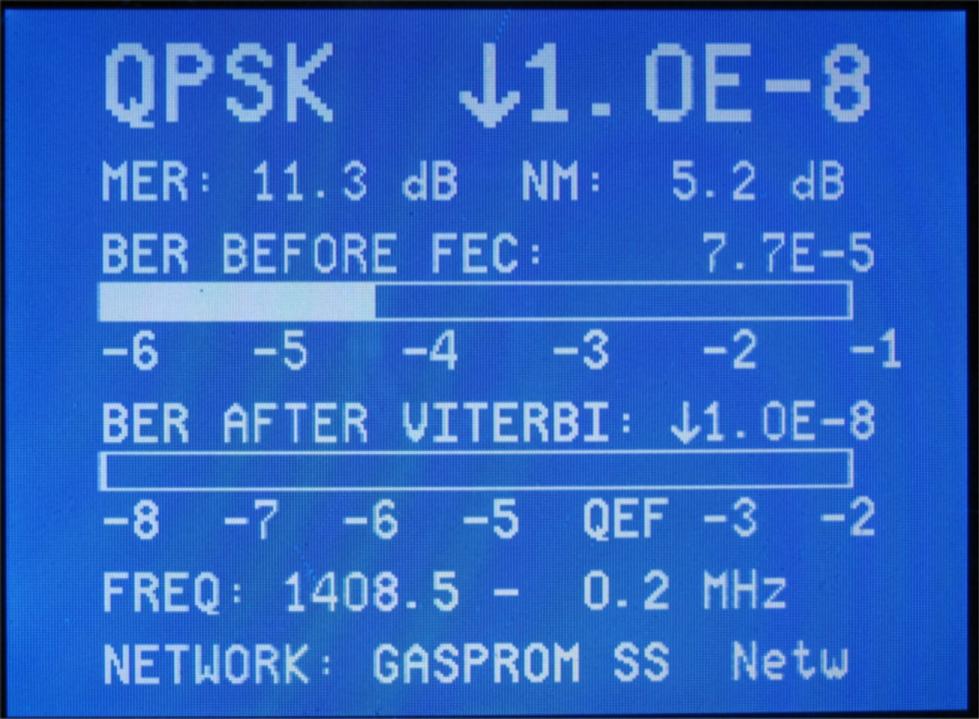 QPSK ↓1.0E-8
MER: 11.3 dB NM: 5.2 dB
BER BEFORE FEC: 7.7E-5
-6 -5 -4 -3 -2 -1
BER AFTER VITERBI: ↓1.0E-8
-8 -7 -6 -5 QEF -3 -2
FREQ: 1408.5 - 0.2 MHz
NETWORK: GASPROM SS Netw